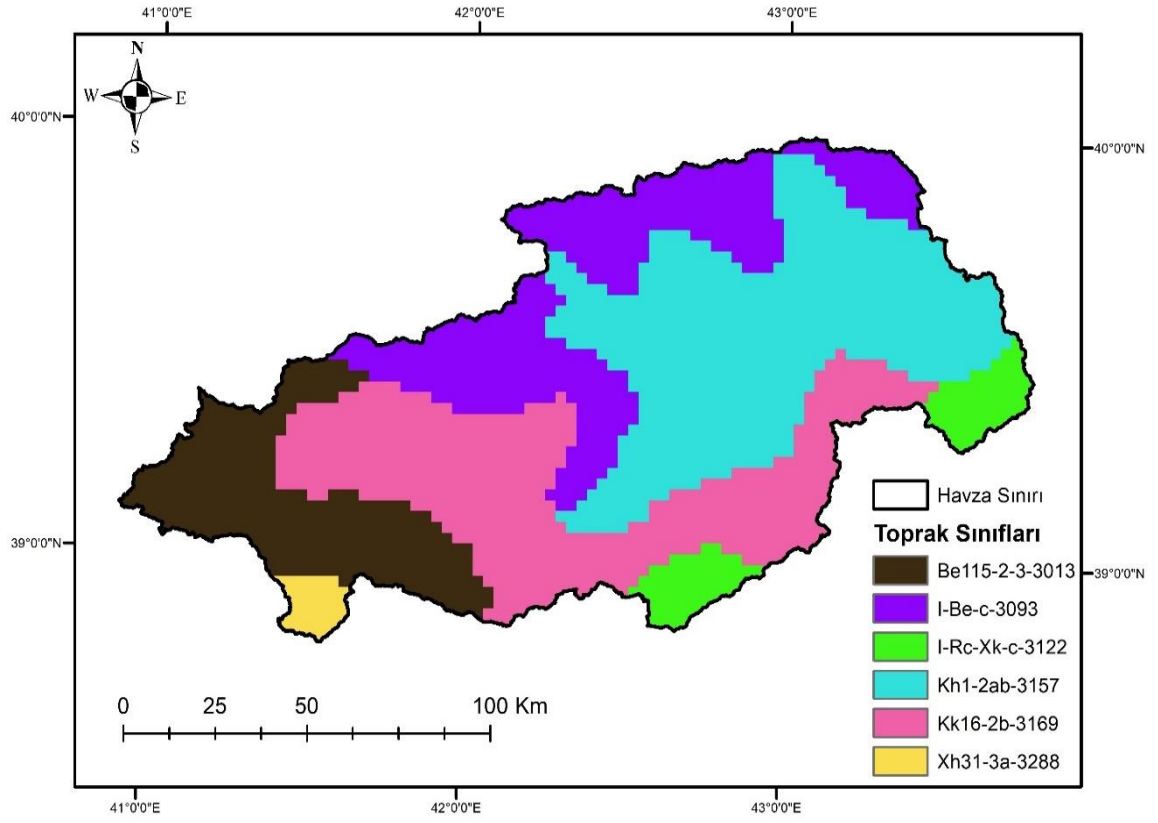 41°0'0"E 42°0'0"E 43°0'0"E
N
W E
S
40°0'0"N 40°0'0"N
39°0'0"N 39°0'0"N
Havza Sınırı
Toprak Sınıfları
Be115-2-3-3013
I-Be-c-3093
I-Rc-Xk-c-3122
Kh1-2ab-3157
Kk16-2b-3169
Xh31-3a-3288
0 25 50 100 Km
41°0'0"E 42°0'0"E 43°0'0"E